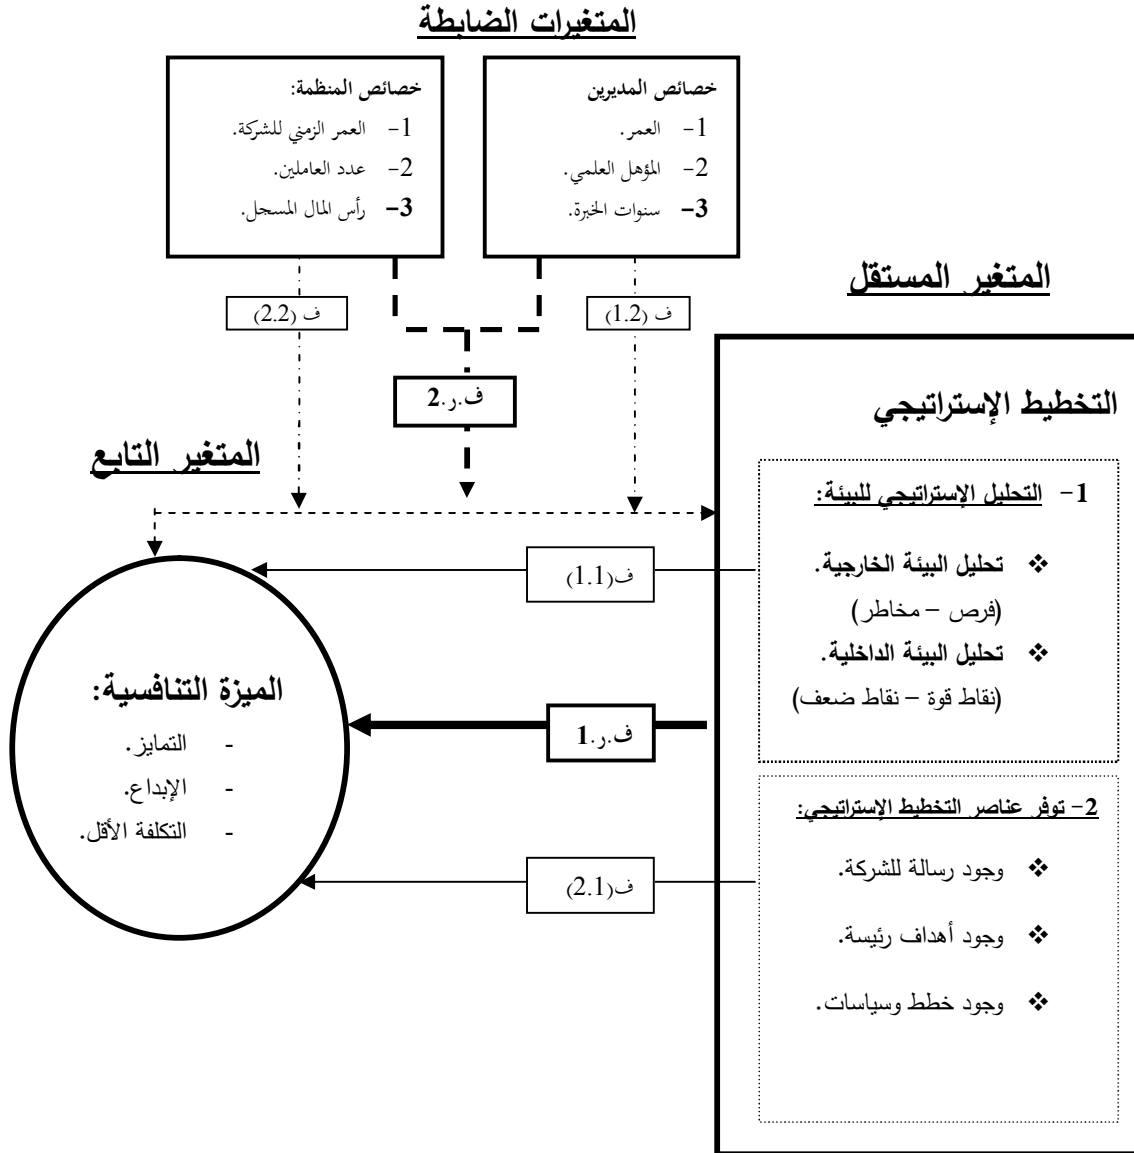 المتغيرات الضابطة
خصائص المديرين
1- العمر.
2- المؤهل العلمي.
3- سنوات الخبرة.
خصائص المنظمة:
1- العمر الزمني للشركة.
2- عدد العاملين.
3- رأس المال المسجل.
ف (1.2)
ف (2.2)
ف.ر.2
المتغير المستقل
التخطيط الإستراتيجي
1- التحليل الإستراتيجي للبيئة:
❖ تحليل البيئة الخارجية.
(فرص – مخاطر)
❖ تحليل البيئة الداخلية.
(نقاط قوة – نقاط ضعف)
2- توفر عناصر التخطيط الإستراتيجي:
❖ وجود رسالة للشركة.
❖ وجود أهداف رئيسة.
❖ وجود خطط وسياسات.
ف(1.1)
ف.ر.1
ف(2.1)
المتغير التابع
الميزة التنافسية:
- التمايز.
- الإبداع.
- التكلفة الأقل.